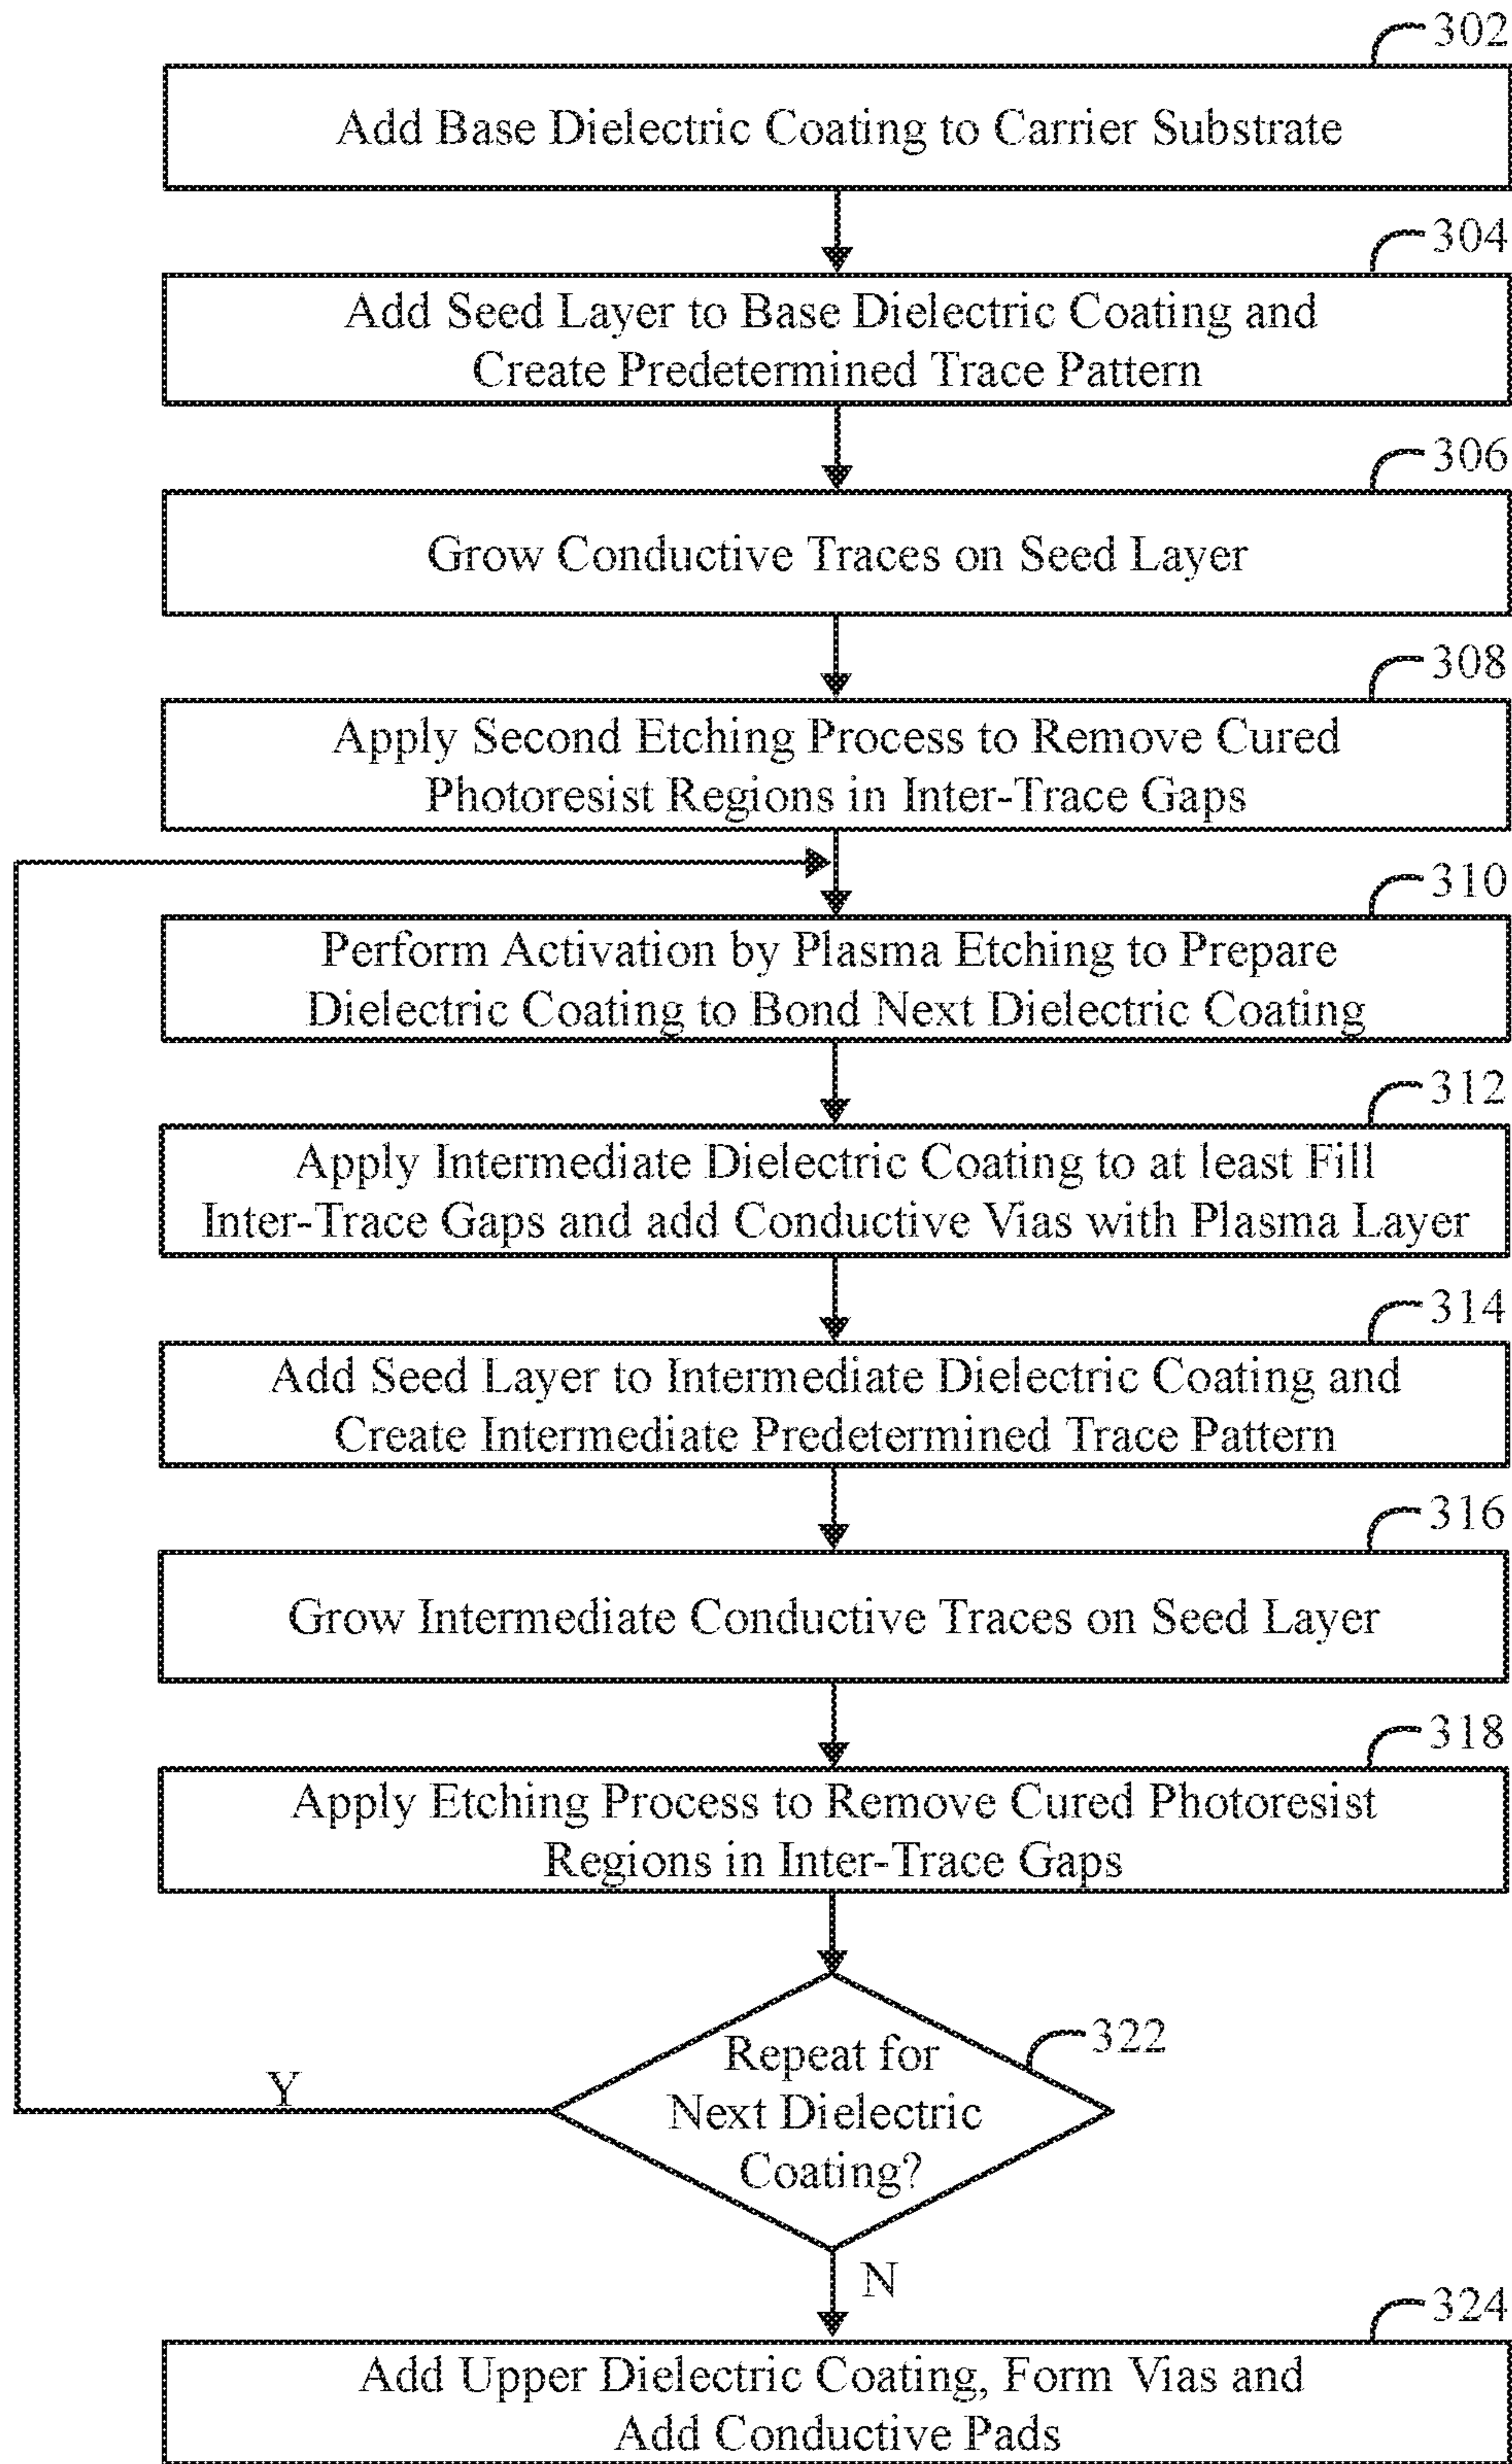 302
Add Base Dielectric Coating to Carrier Substrate
304
Add Seed Layer to Base Dielectric Coating and
Create Predetermined Trace Pattern
306
Grow Conductive Traces on Seed Layer
308
Apply Second Etching Process to Remove Cured
Photoresist Regions in Inter-Trace Gaps
310
Perform Activation by Plasma Etching to Prepare
Dielectric Coating to Bond Next Dielectric Coating
312
Apply Intermediate Dielectric Coating to at least Fill
Inter-Trace Gaps and add Conductive Vias with Plasma Layer
314
Add Seed Layer to Intermediate Dielectric Coating and
Create Intermediate Predetermined Trace Pattern
316
Grow Intermediate Conductive Traces on Seed Layer
318
Apply Etching Process to Remove Cured Photoresist
Regions in Inter-Trace Gaps
322
Repeat for
Next Dielectric
Coating?
Y
N
324
Add Upper Dielectric Coating, Form Vias and
Add Conductive Pads